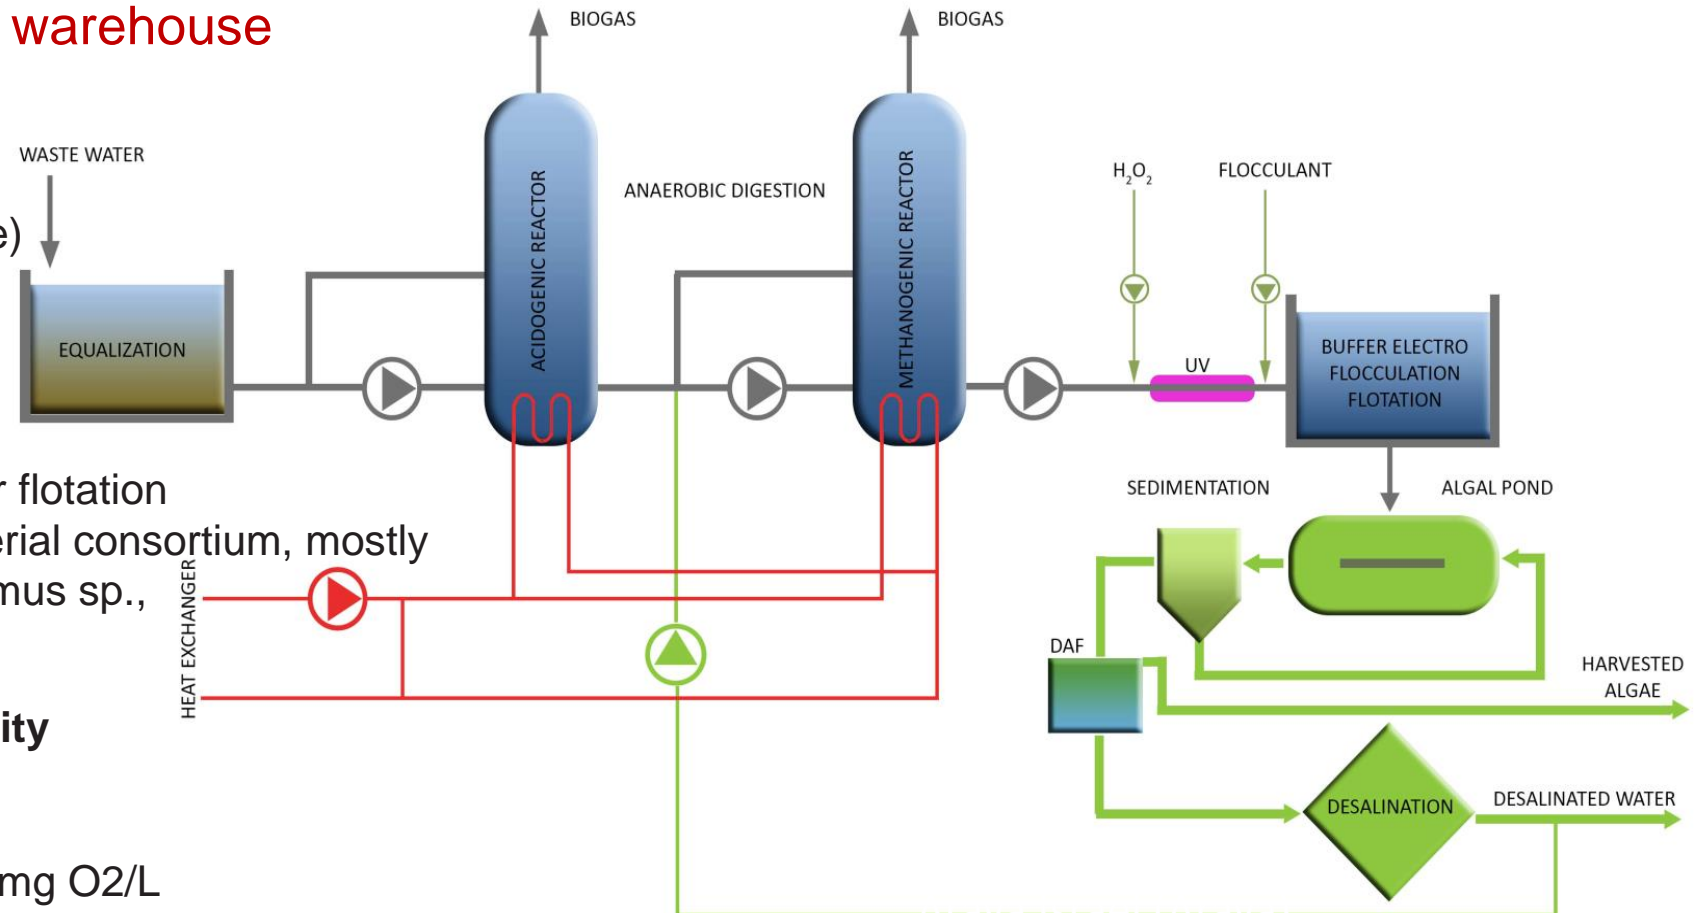 warehouse
BIOGAS
BIOGAS
WASTE WATER
ACIDOGENIC REACTOR
ANAEROBIC DIGESTION
METHANOGENIC REACTOR
H2O2
FLOCCULANT
e)
EQUALIZATION
UV
BUFFER ELECTRO
FLOCCULATION
FLOTATION
r flotation
erial consortium, mostly
mus sp.,
SEDIMENTATION
ALGAL POND
HEAT EXCHANGER
DAF
HARVESTED
ALGAE
ity
DESALINATION
DESALINATED WATER
mg O2/L